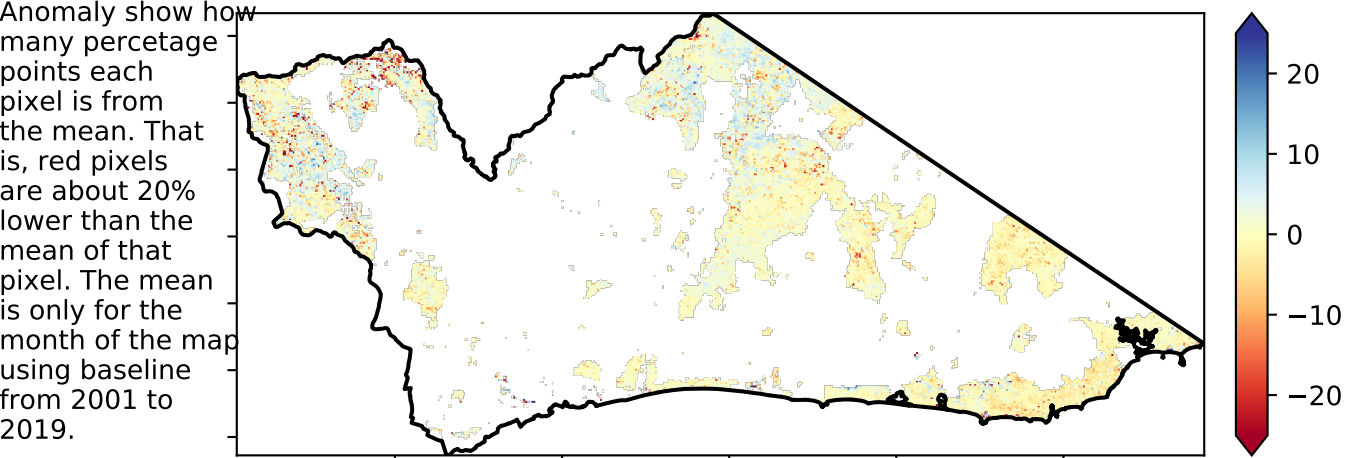 Anomaly show how
many percetage
points each
pixel is from
the mean. That
is, red pixels
are about 20%
lower than the
mean of that
pixel. The mean
is only for the
month of the map
using baseline
from 2001 to
2019.
20
10
0
−10
−20